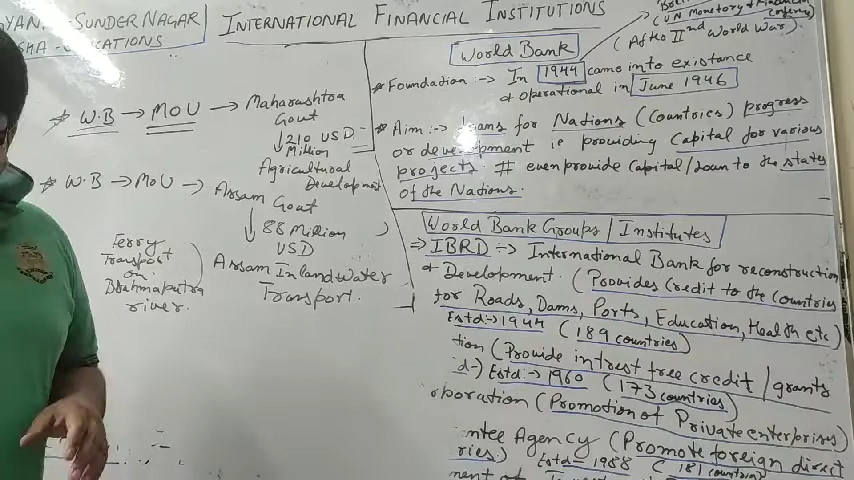 SUNDER NAGAR
INTERNATIONAL FINANCIAL INSTITUTIONS
(U.N Monetary & Financial
(After IInd World War).
World Bank
* Foundation :-> In 1944 came into existence
& operational in June 1946
* Aim :-> Loans for Nations (Countries) progress
or development ie providing Capital for various
projects # even provide Capital/Loan to the states
of the Nations.
* W.B -> MOU -> Maharashtra
Govt
210 USD
Million
Agricultural
Development
* W.B -> MoU -> Assam
Govt
88 Million
USD
Assam Inland water
Transport.
Ferry
Transport
on
Brahmaputra
river.
World Bank Groups / Institutes
=> IBRD :-> International Bank for reconstruction
& Development. (Provides Credit to the Countries
for Roads, Dams, Ports, Education, Health etc)
Estd :-> 1944 (189 countries)
tion (Provide intrest free credit / grants
Estd :-> 1960 (173 countries)
oration (Promotion of Private enterprises)
ntee Agency (Promote foreign direct
ries.) Estd = 1988 (181 countries)